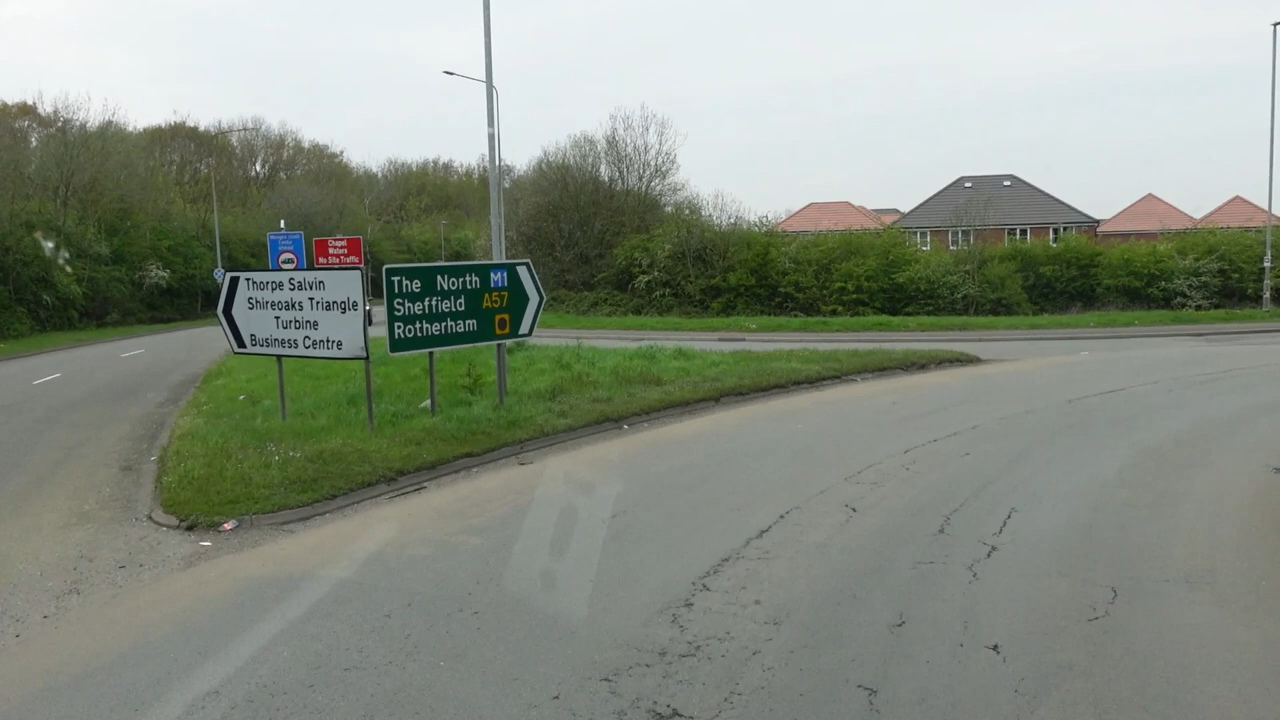 Chapel
Waters
No Site Traffic
Thorpe Salvin
Shireoaks Triangle
Turbine
Business Centre
The North M1
Sheffield A57
Rotherham